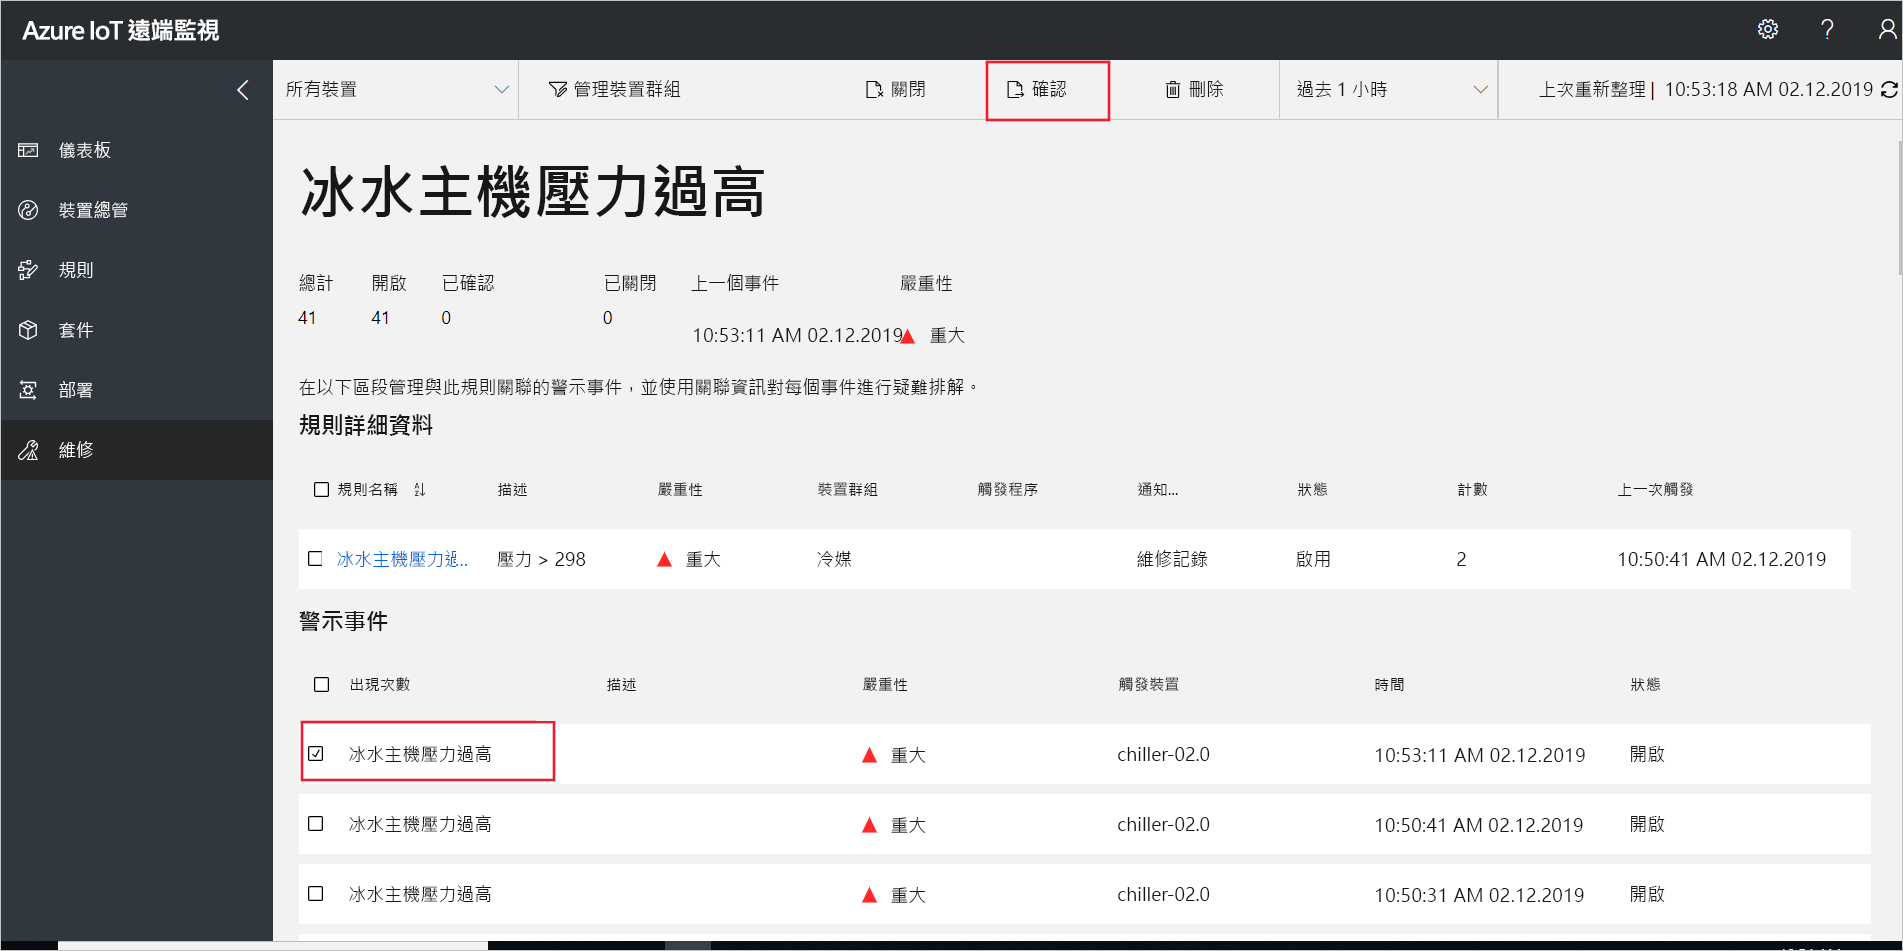 Azure IoT 遠端監視
?
所有裝置 管理裝置群組 關閉 確認 刪除 過去 1 小時 上次重新整理| 10:53:18 AM 02.12.2019
儀表板
裝置總管
規則
套件
部署
維修
冰水主機壓力過高
總計 開啟 已確認 已關閉 上一個事件 嚴重性
41 41 0 0 10:53:11 AM 02.12.2019 重大
在以下區段管理與此規則關聯的警示事件，並使用關聯資訊對每個事件進行疑難排解。
規則詳細資料
規則名稱 描述 嚴重性 裝置群組 觸發程序 通知... 狀態 計數 上一次觸發
冰水主機壓力過.. 壓力 > 298 重大 冷媒 維修記錄 啟用 2 10:50:41 AM 02.12.2019
警示事件
出現次數 描述 嚴重性 觸發裝置 時間 狀態
冰水主機壓力過高 重大 chiller-02.0 10:53:11 AM 02.12.2019 開啟
冰水主機壓力過高 重大 chiller-02.0 10:50:41 AM 02.12.2019 開啟
冰水主機壓力過高 重大 chiller-02.0 10:50:31 AM 02.12.2019 開啟